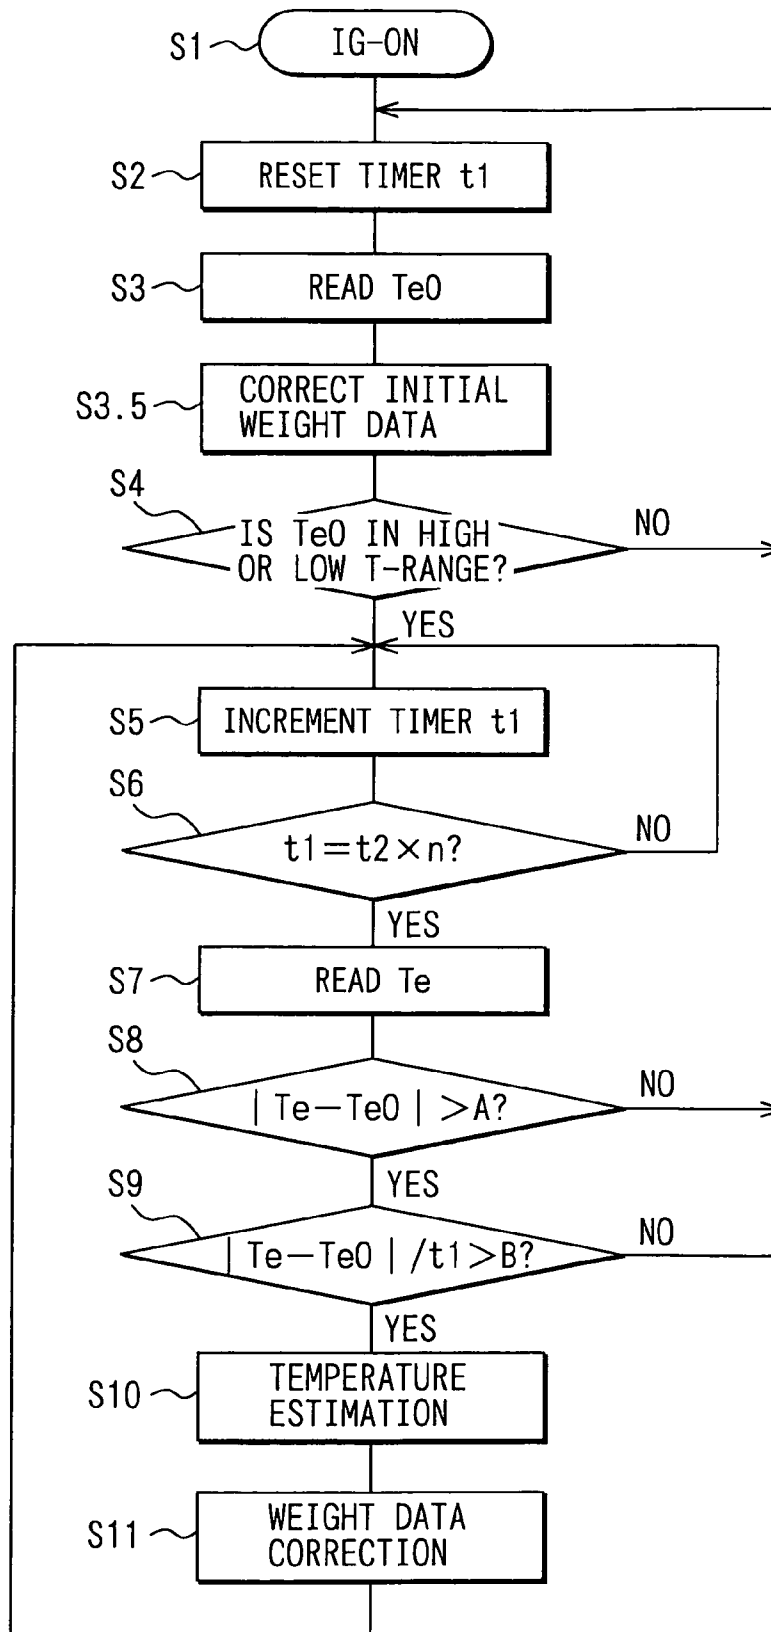 S1
IG-ON
S2
RESET TIMER t1
S3
READ Te0
S3.5
CORRECT INITIAL
WEIGHT DATA
S4
IS Te0 IN HIGH
OR LOW T-RANGE?
NO
YES
S5
INCREMENT TIMER t1
S6
t1=t2×n?
NO
YES
S7
READ Te
S8
|Te-Te0|>A?
NO
YES
S9
|Te-Te0|/t1>B?
NO
YES
S10
TEMPERATURE
ESTIMATION
S11
WEIGHT DATA
CORRECTION